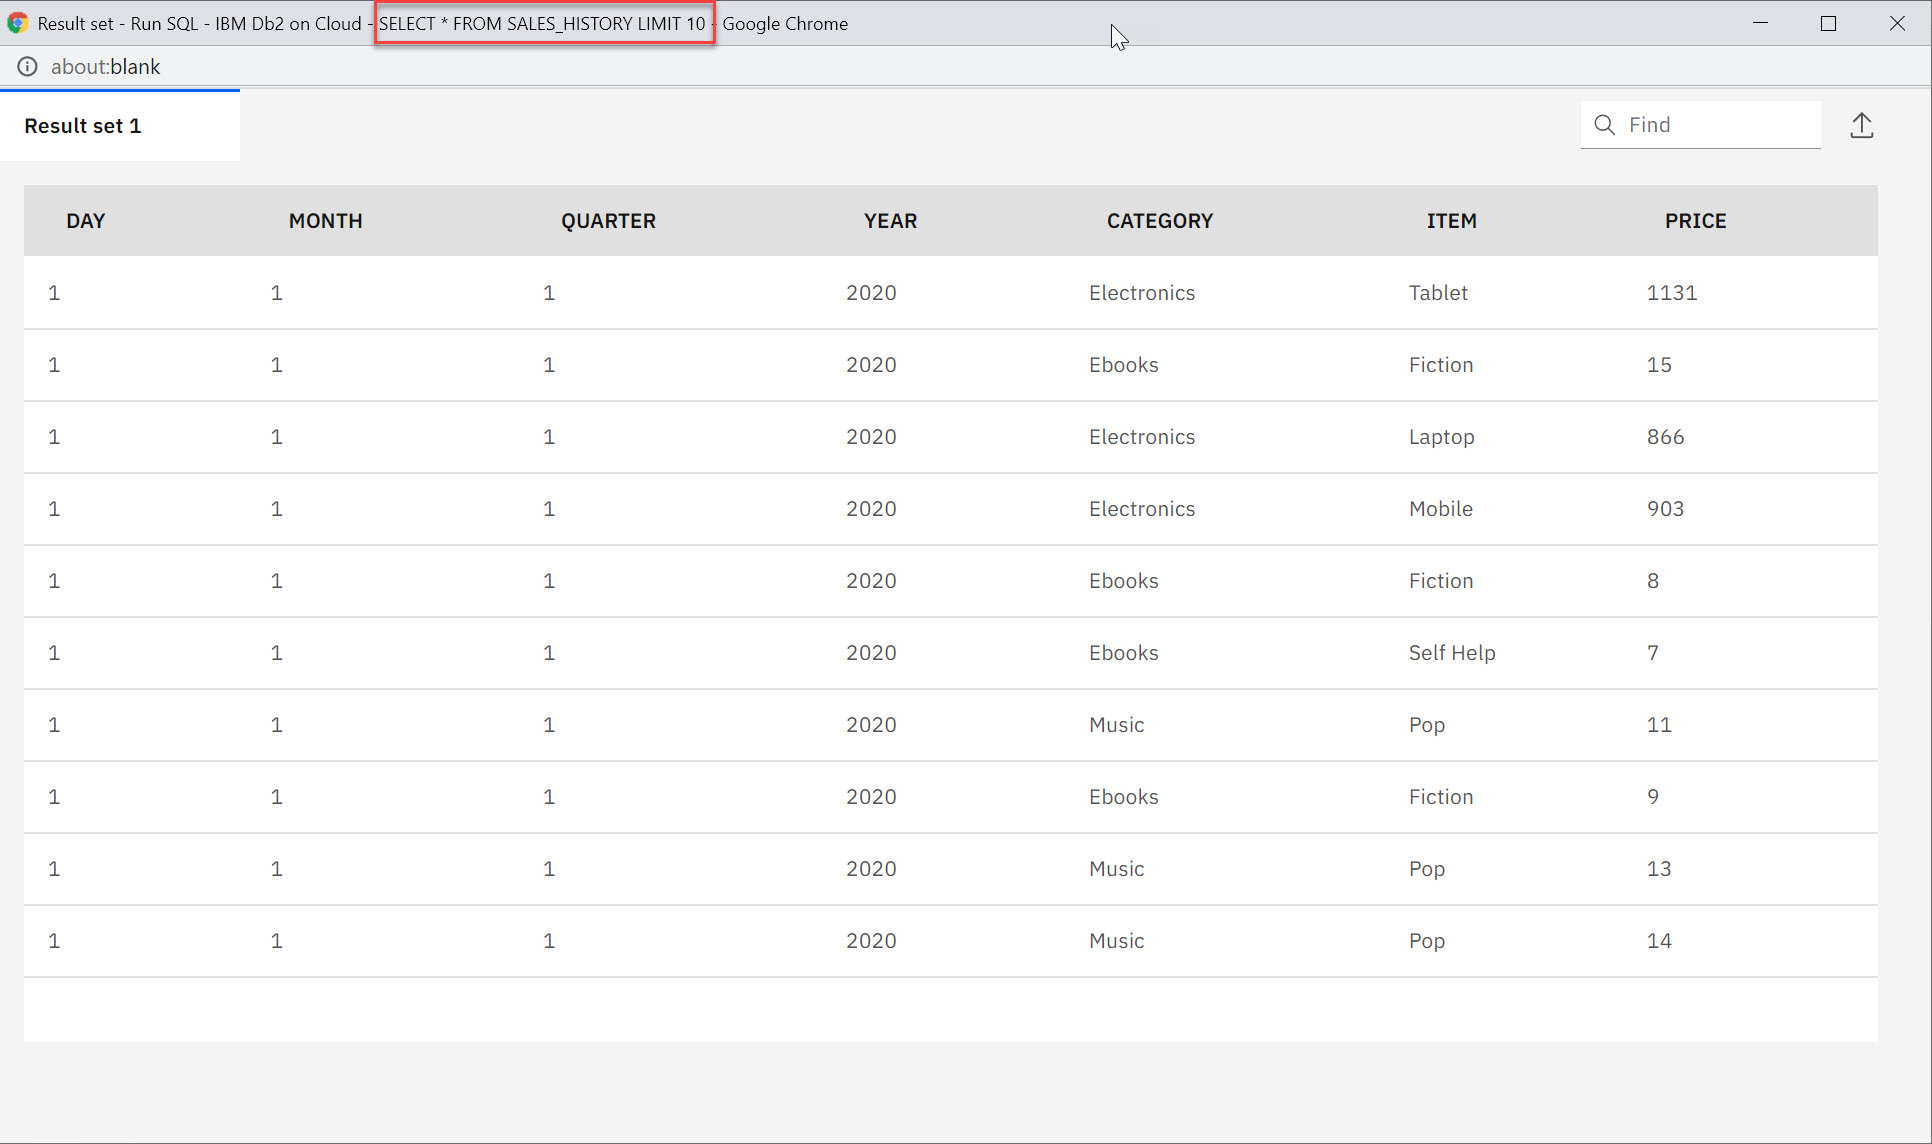 Result set - Run SQL - IBM Db2 on Cloud - SELECT * FROM SALES_HISTORY LIMIT 10 - Google Chrome
about:blank
Result set 1
Find
DAY MONTH QUARTER YEAR CATEGORY ITEM PRICE
1 1 1 2020 Electronics Tablet 1131
1 1 1 2020 Ebooks Fiction 15
1 1 1 2020 Electronics Laptop 866
1 1 1 2020 Electronics Mobile 903
1 1 1 2020 Ebooks Fiction 8
1 1 1 2020 Ebooks Self Help 7
1 1 1 2020 Music Pop 11
1 1 1 2020 Ebooks Fiction 9
1 1 1 2020 Music Pop 13
1 1 1 2020 Music Pop 14